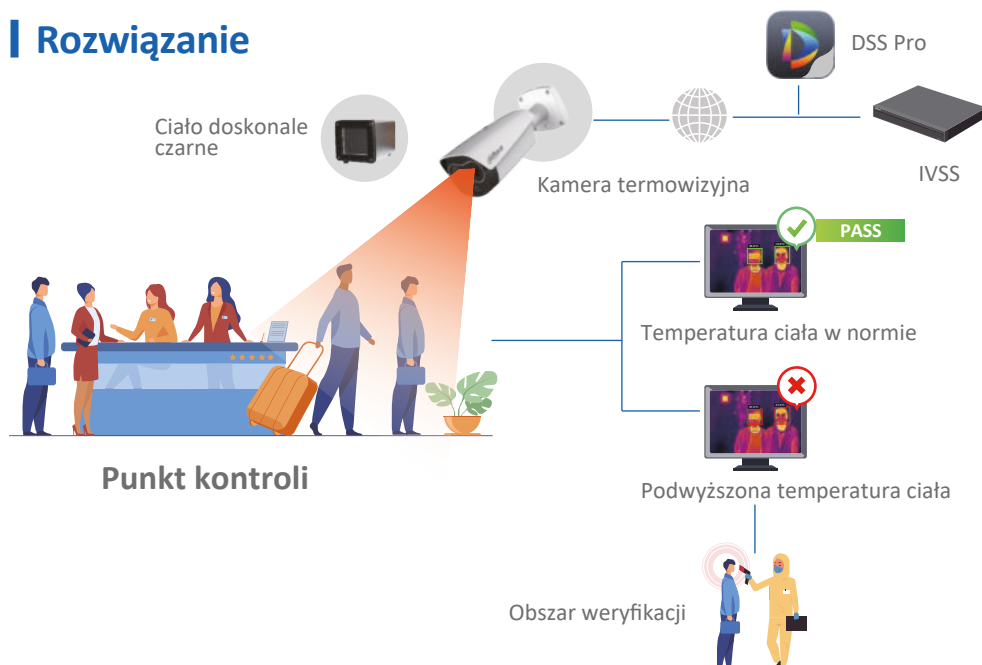 Rozwiązanie
DSS Pro
Ciało doskonale
czarne
Kamera termowizyjna
IVSS
PASS
Temperatura ciała w normie
Punkt kontroli
Podwyższona temperatura ciała
Obszar weryfikacji